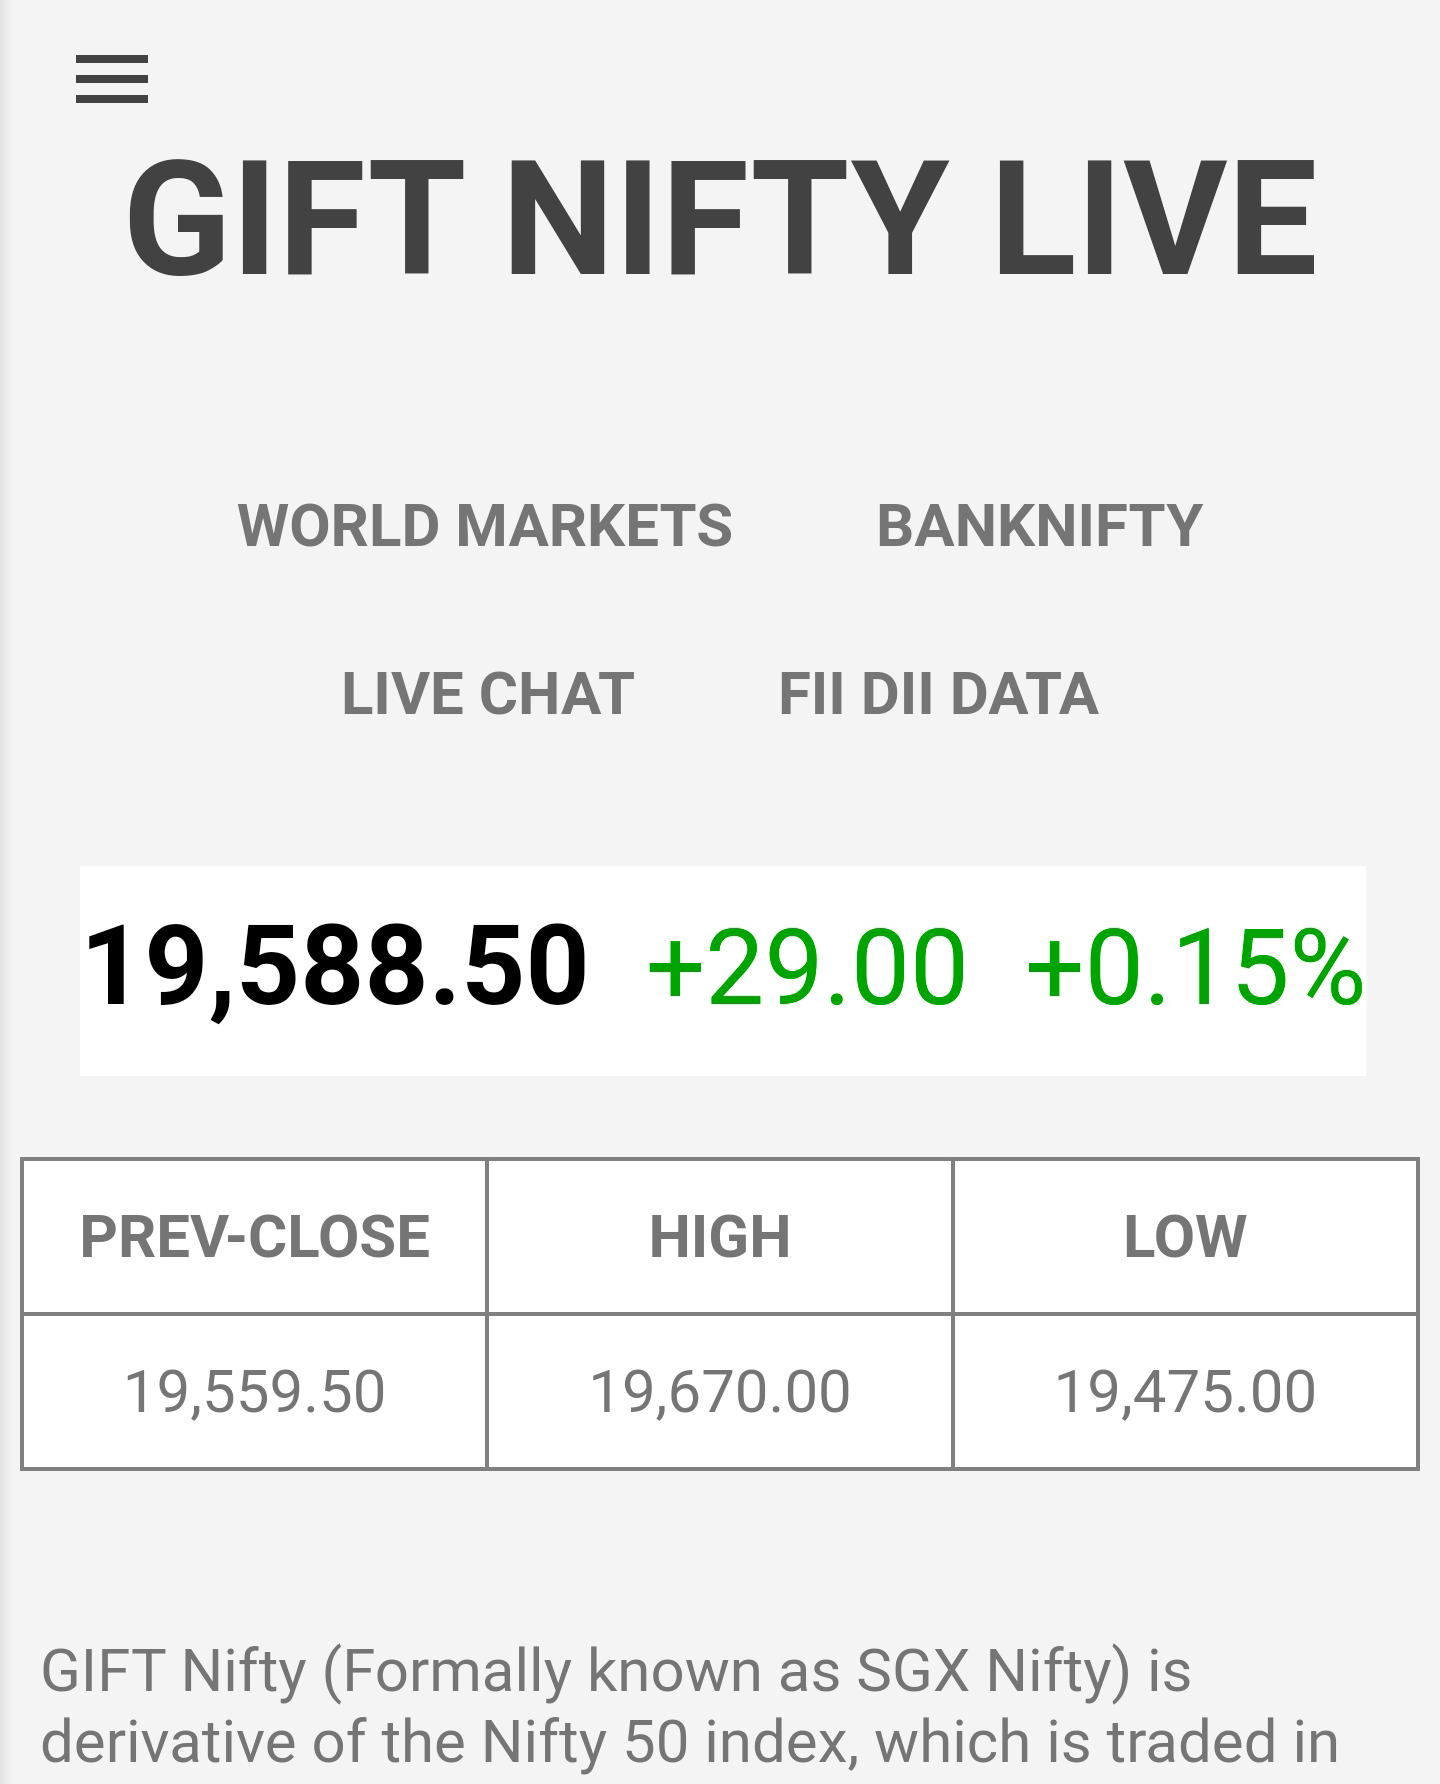 GIFT NIFTY LIVE
WORLD MARKETS BANKNIFTY
LIVE CHAT FII DII DATA
19,588.50 +29.00 +0.15%
PREV-CLOSE HIGH LOW
19,559.50 19,670.00 19,475.00
GIFT Nifty (Formally known as SGX Nifty) is
derivative of the Nifty 50 index, which is traded in